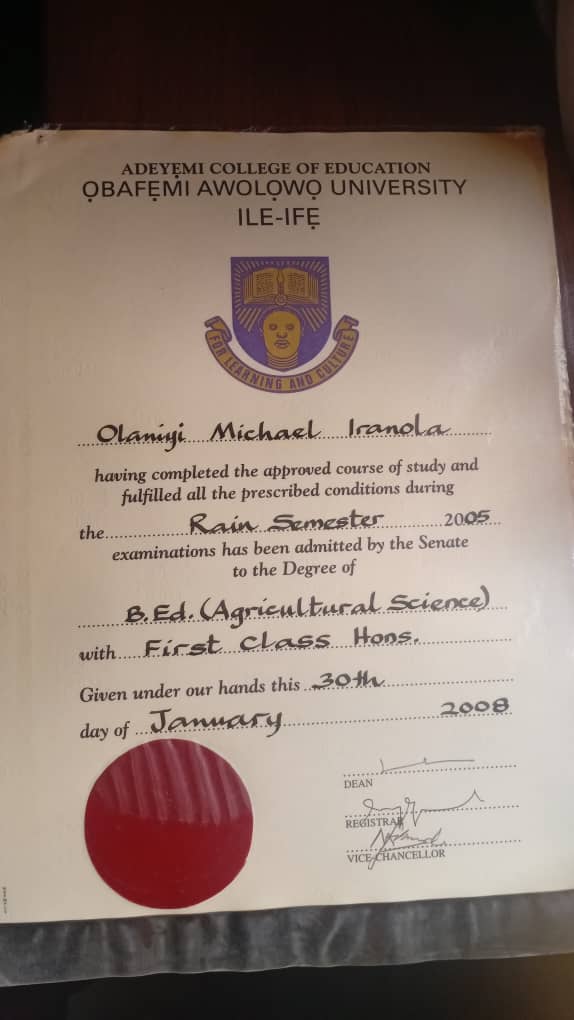 ADEYẸMI COLLEGE OF EDUCATION
ỌBAFẸMI AWOLỌWỌ UNIVERSITY
ILE-IFẸ
FOR LEARNING AND CULTURE
Olaniyi Michael Iranola
having completed the approved course of study and
fulfilled all the prescribed conditions during
the Rain Semester 2005
examinations has been admitted by the Senate
to the Degree of
B.Ed. (Agricultural Science)
with First Class Hons.
Given under our hands this 30th
day of January 2008
DEAN
REGISTRAR
VICE-CHANCELLOR